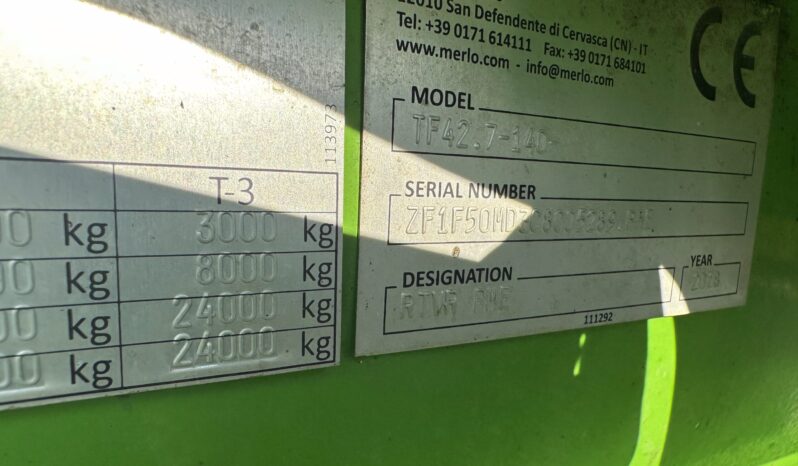 113973
T-3
kg 3000 kg
kg 8000 kg
kg 24000 kg
kg 24000 kg
12010 San Defendente di Cervasca (CN) - IT
Tel: +39 0171 614111 Fax: +39 0171 684101
www.merlo.com - info@merlo.com
CE
MODEL
TF42.7-140-
SERIAL NUMBER
DESIGNATION
YEAR
111292